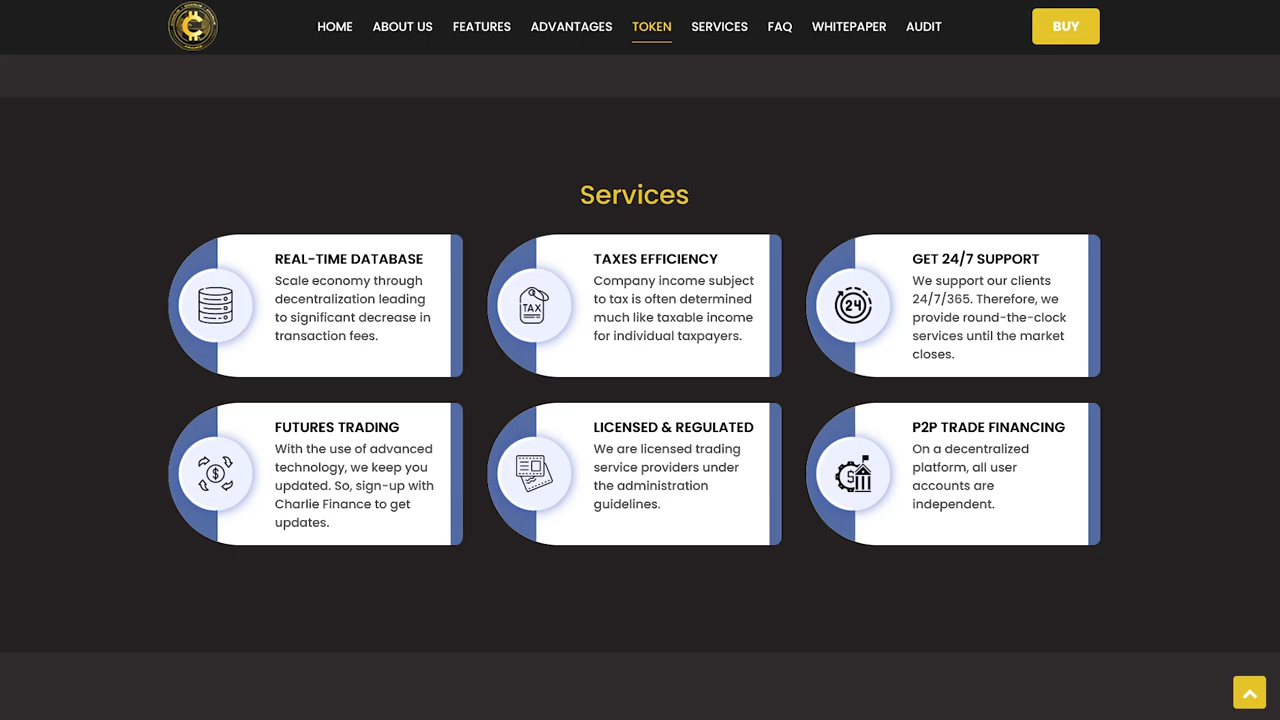 HOME ABOUT US FEATURES ADVANTAGES TOKEN SERVICES FAQ WHITEPAPER AUDIT BUY
Services
REAL-TIME DATABASE
Scale economy through
decentralization leading
to significant decrease in
transaction fees.
TAXES EFFICIENCY
Company income subject
to tax is often determined
much like taxable income
for individual taxpayers.
TAX
GET 24/7 SUPPORT
We support our clients
24/7/365. Therefore, we
provide round-the-clock
services until the market
closes.
24
FUTURES TRADING
With the use of advanced
technology, we keep you
updated. So, sign-up with
Charlie Finance to get
updates.
$
LICENSED & REGULATED
We are licensed trading
service providers under
the administration
guidelines.
P2P TRADE FINANCING
On a decentralized
platform, all user
accounts are
independent.
$